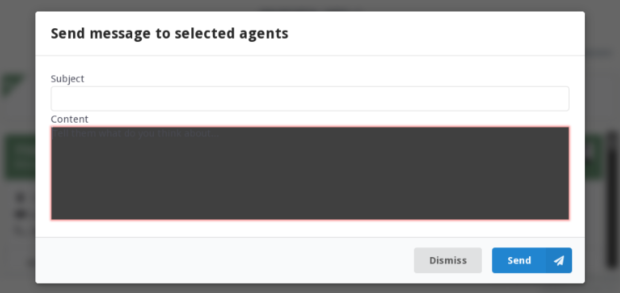 Send message to selected agents
Subject
Content
Dismiss
Send